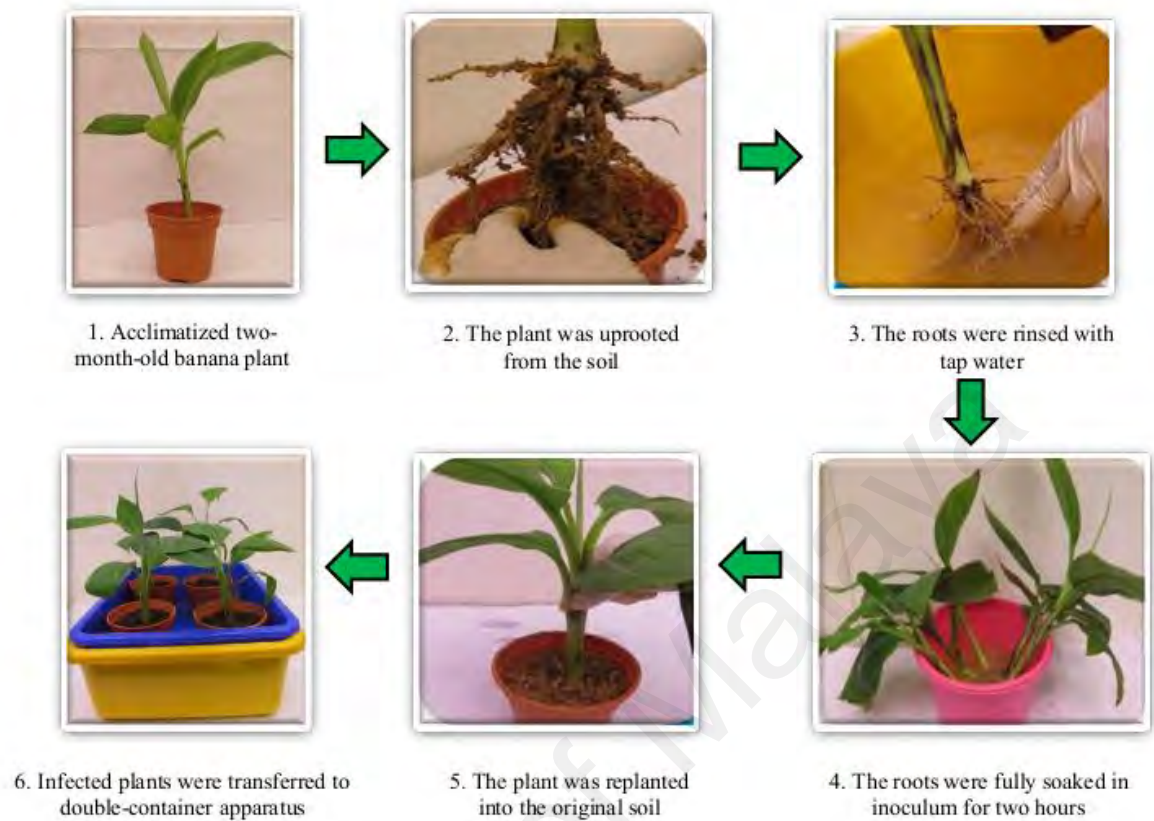 1. Acclimatized two-
month-old banana plant
2. The plant was uprooted
from the soil
3. The roots were rinsed with
tap water
4. The roots were fully soaked in
inoculum for two hours
5. The plant was replanted
into the original soil
6. Infected plants were transferred to
double-container apparatus
of Malaya